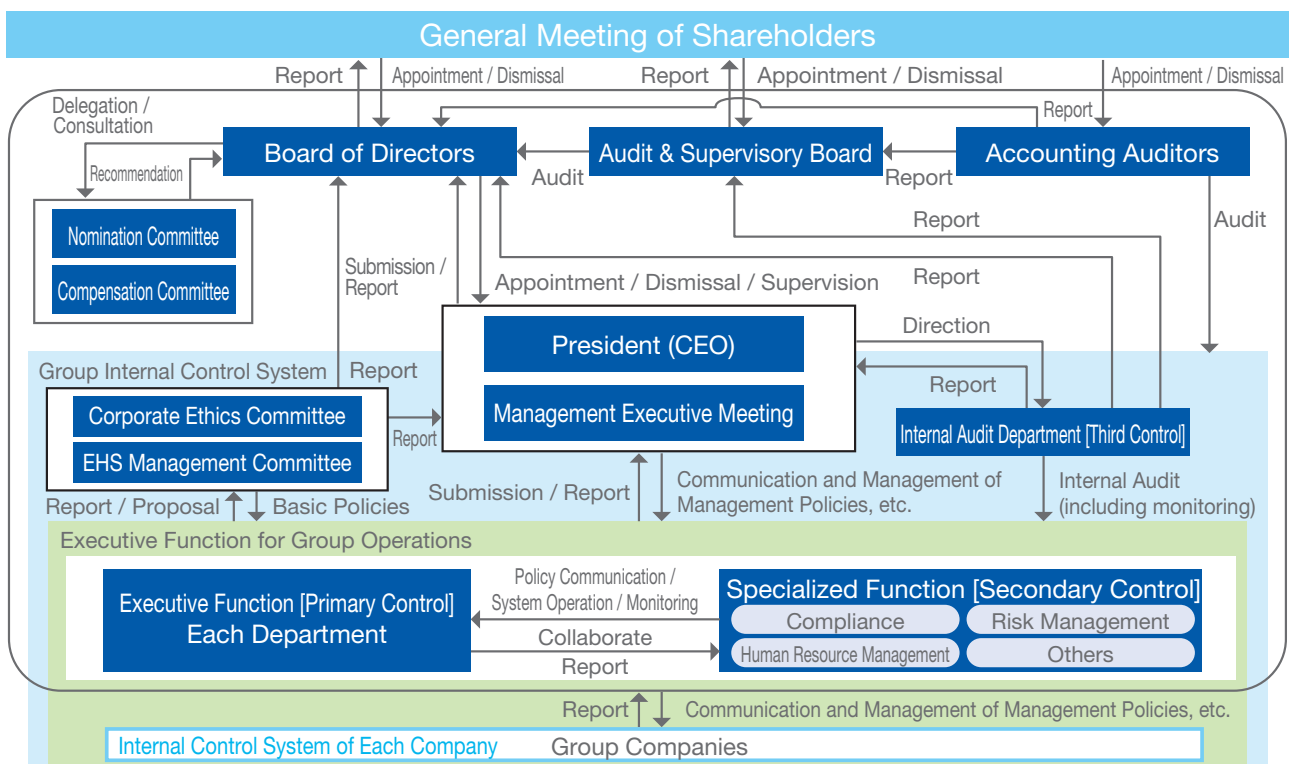 General Meeting of Shareholders
Report
Appointment / Dismissal
Report
Appointment / Dismissal
Appointment / Dismissal
Delegation /
Consultation
Report
Board of Directors
Audit & Supervisory Board
Accounting Auditors
Recommendation
Audit
Report
Nomination Committee
Compensation Committee
Report
Audit
Submission /
Report
Report
Appointment / Dismissal / Supervision
President (CEO)
Management Executive Meeting
Direction
Report
Group Internal Control System
Report
Corporate Ethics Committee
EHS Management Committee
Report
Internal Audit Department [Third Control]
Report / Proposal
Basic Policies
Submission / Report
Communication and Management of
Management Policies, etc.
Internal Audit
(including monitoring)
Executive Function for Group Operations
Executive Function [Primary Control]
Each Department
Policy Communication /
System Operation / Monitoring
Collaborate
Report
Specialized Function [Secondary Control]
Compliance
Risk Management
Human Resource Management
Others
Report
Communication and Management of Management Policies, etc.
Internal Control System of Each Company
Group Companies